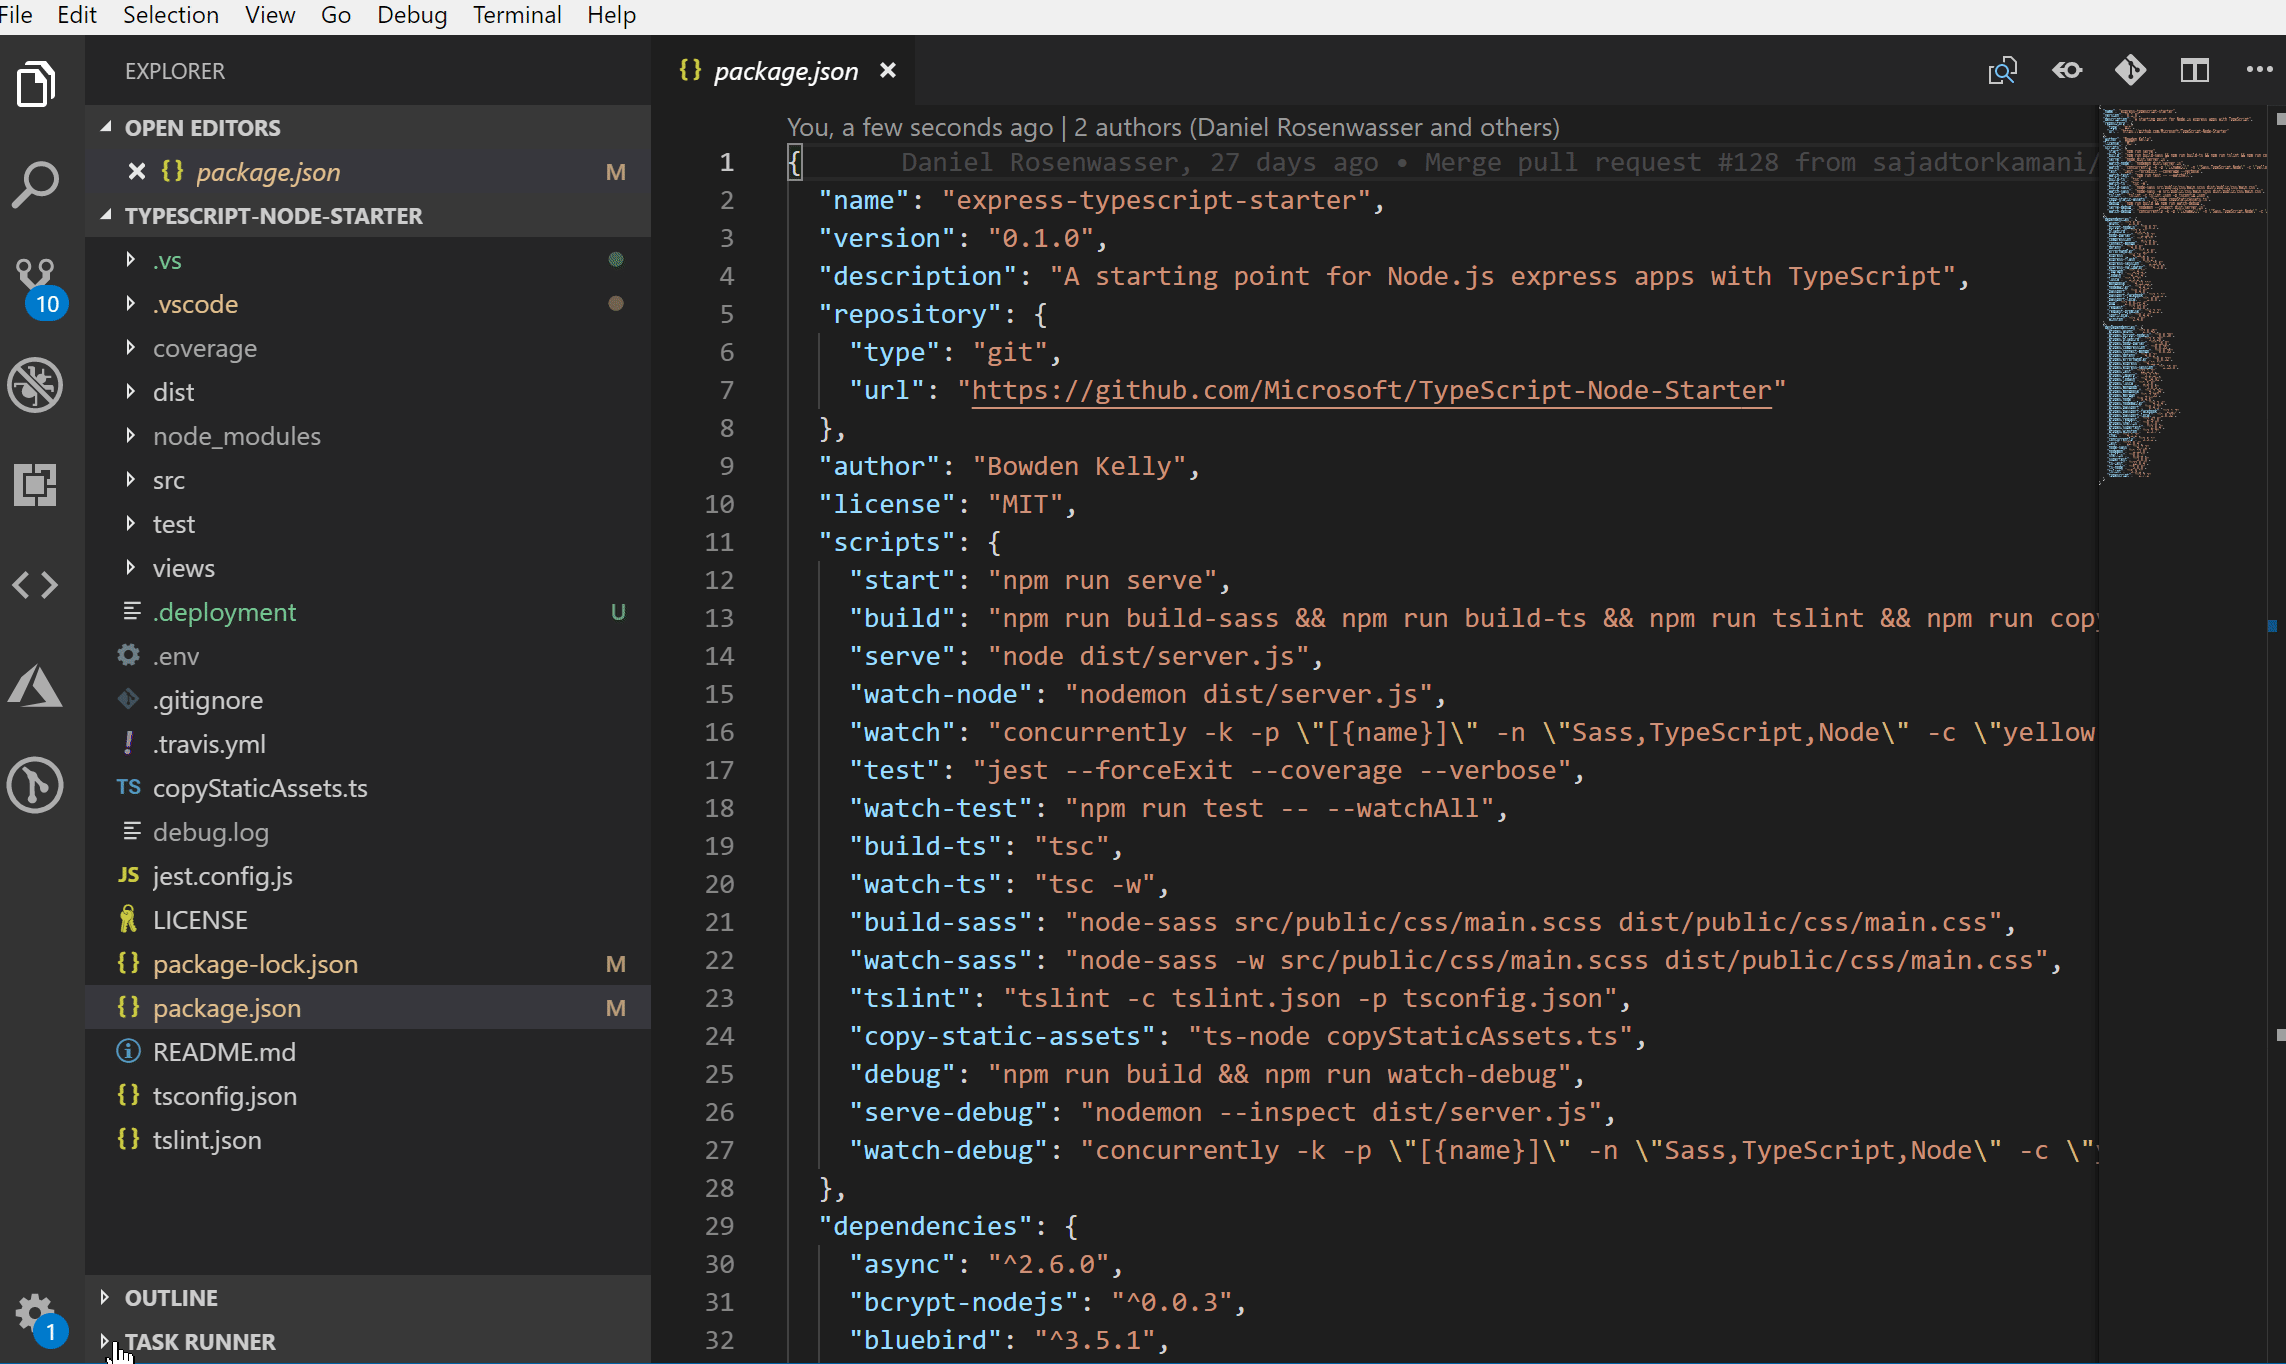 File Edit Selection View Go Debug Terminal Help
EXPLORER
OPEN EDITORS
{} package.json M
TYPESCRIPT-NODE-STARTER
.vs
.vscode
coverage
dist
node_modules
src
test
views
.deployment U
.env
.gitignore
.travis.yml
TS copyStaticAssets.ts
debug.log
JS jest.config.js
LICENSE
{} package-lock.json M
{} package.json M
README.md
{} tsconfig.json
{} tslint.json
OUTLINE
TASK RUNNER
10
1
{} package.json
You, a few seconds ago | 2 authors (Daniel Rosenwasser and others)
1 { Daniel Rosenwasser, 27 days ago • Merge pull request #128 from sajadtorkamani/
2 "name": "express-typescript-starter",
3 "version": "0.1.0",
4 "description": "A starting point for Node.js express apps with TypeScript",
5 "repository": {
6 "type": "git",
7 "url": "https://github.com/Microsoft/TypeScript-Node-Starter"
8 },
9 "author": "Bowden Kelly",
10 "license": "MIT",
11 "scripts": {
12 "start": "npm run serve",
13 "build": "npm run build-sass && npm run build-ts && npm run tslint && npm run cop
14 "serve": "node dist/server.js",
15 "watch-node": "nodemon dist/server.js",
16 "watch": "concurrently -k -p \"[{name}]\" -n \"Sass,TypeScript,Node\" -c \"yellow
17 "test": "jest --forceExit --coverage --verbose",
18 "watch-test": "npm run test -- --watchAll",
19 "build-ts": "tsc",
20 "watch-ts": "tsc -w",
21 "build-sass": "node-sass src/public/css/main.scss dist/public/css/main.css",
22 "watch-sass": "node-sass -w src/public/css/main.scss dist/public/css/main.css",
23 "tslint": "tslint -c tslint.json -p tsconfig.json",
24 "copy-static-assets": "ts-node copyStaticAssets.ts",
25 "debug": "npm run build && npm run watch-debug",
26 "serve-debug": "nodemon --inspect dist/server.js",
27 "watch-debug": "concurrently -k -p \"[{name}]\" -n \"Sass,TypeScript,Node\" -c \"
28 },
29 "dependencies": {
30 "async": "^2.6.0",
31 "bcrypt-nodejs": "^0.0.3",
32 "bluebird": "^3.5.1",